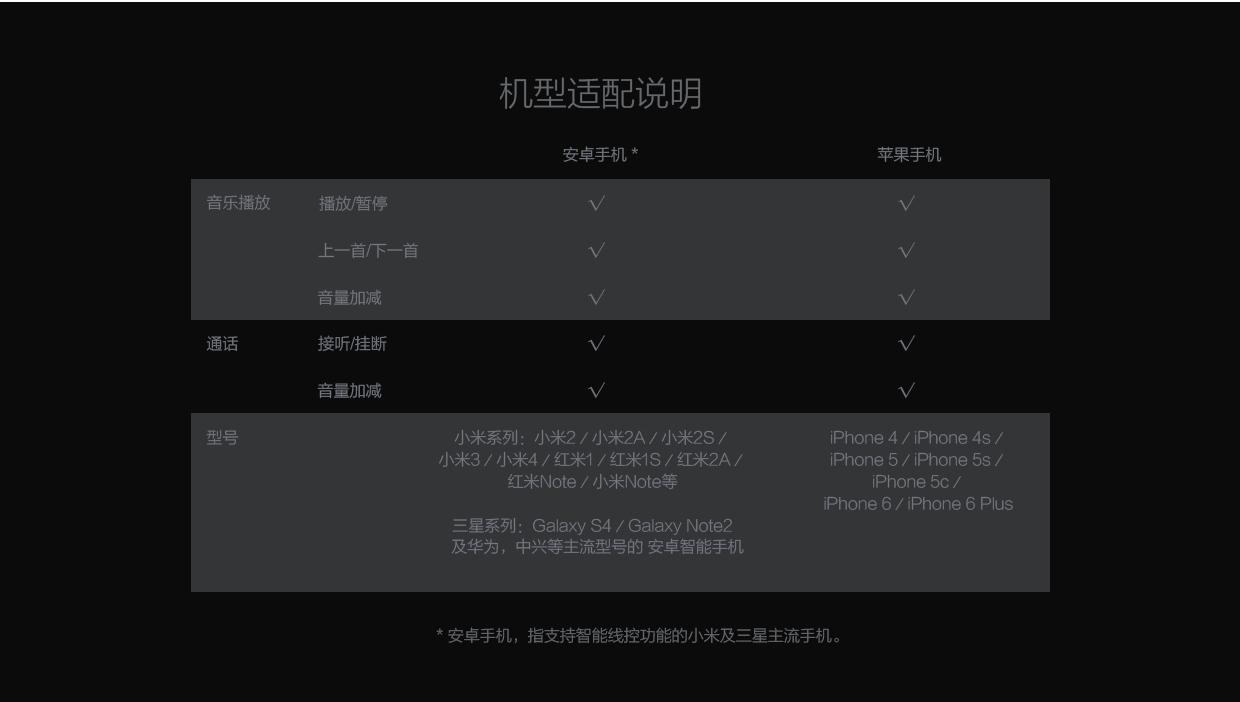 机型适配说明
安卓手机 * 苹果手机
音乐播放 播放/暂停 √ √
上一首/下一首 √ √
音量加减 √ √
通话 接听/挂断 √ √
音量加减 √ √
型号 小米系列：小米2 / 小米2A / 小米2S / iPhone 4 / iPhone 4s /
小米3 / 小米4 / 红米1 / 红米1S / 红米2A / iPhone 5 / iPhone 5s /
红米Note / 小米Note等 iPhone 5c /
iPhone 6 / iPhone 6 Plus
三星系列：Galaxy S4 / Galaxy Note2
及华为，中兴等主流型号的 安卓智能手机
* 安卓手机，指支持智能线控功能的小米及三星主流手机。